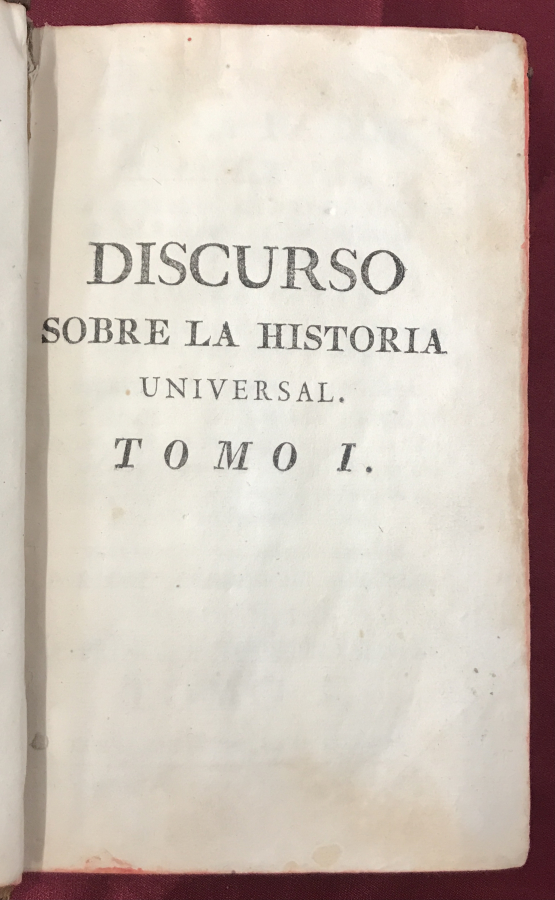 DISCURSO
SOBRE LA HISTORIA
UNIVERSAL.
TOMO I.